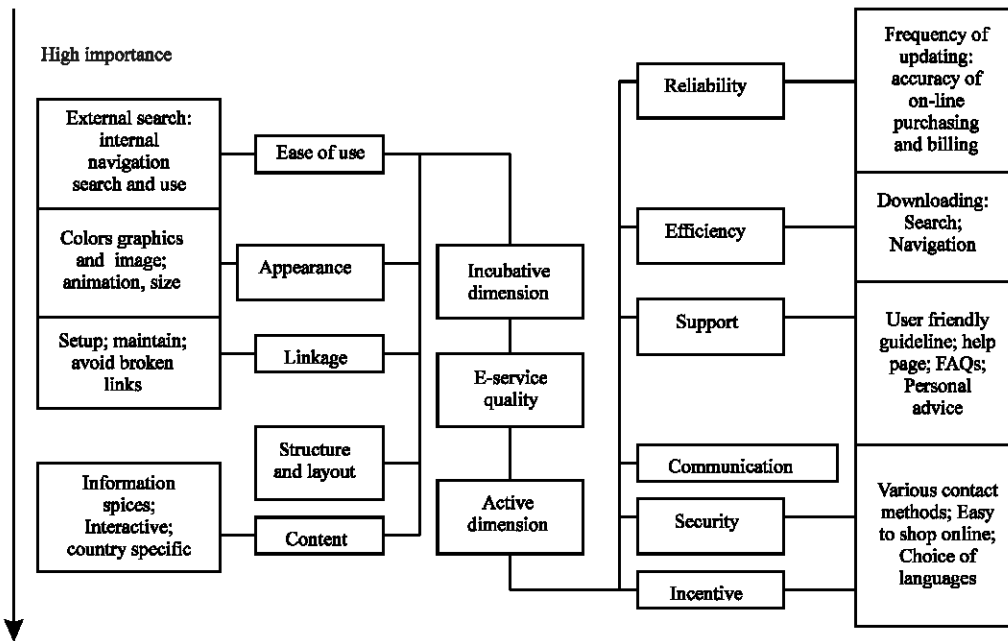 High importance
External search:
internal
navigation
search and use
Colors graphics
and image;
animation, size
Setup; maintain;
avoid broken
links
Information
spices;
Interactive;
country specific
Ease of use
Appearance
Linkage
Structure
and layout
Content
Incubative
dimension
E-service
quality
Active
dimension
Reliability
Efficiency
Support
Communication
Security
Incentive
Frequency of
updating:
accuracy of
on-line
purchasing
and billing
Downloading:
Search;
Navigation
User friendly
guideline; help
page; FAQs;
Personal
advice
Various contact
methods; Easy
to shop online;
Choice of
languages